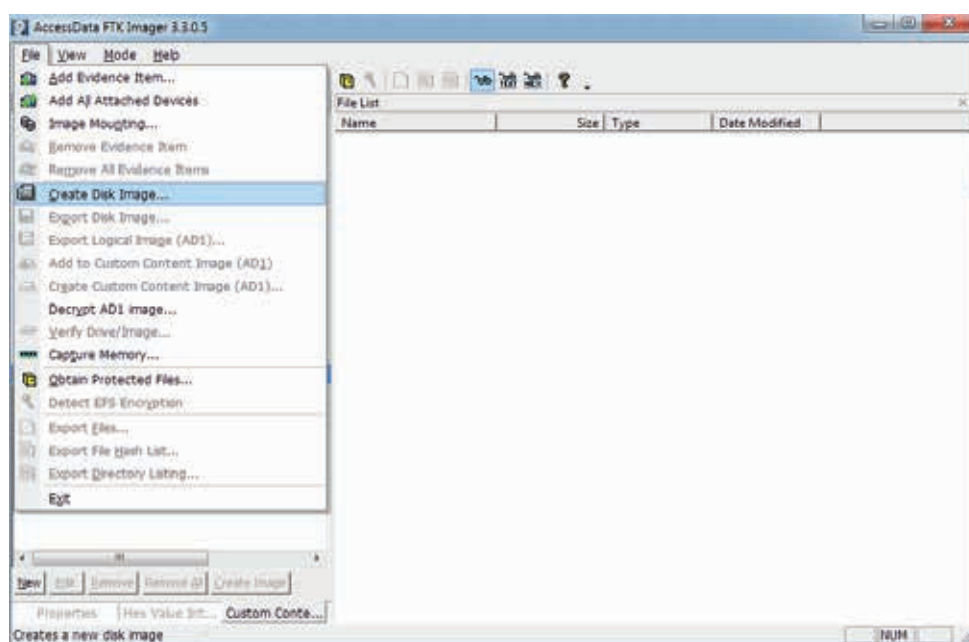 AccessData FTK Imager 3.3.0.5
File View Mode Help
Add Evidence Item...
Add All Attached Devices
Image Mounting...
Remove Evidence Item
Remove All Evidence Items
Create Disk Image...
Export Disk Image...
Export Logical Image (AD1)...
Add to Custom Content Image (AD1)
Create Custom Content Image (AD1)...
Decrypt AD1 image...
Verify Drive/Image...
Capture Memory...
Obtain Protected Files...
Detect EFS Encryption
Export Files...
Export File Hash List...
Export Directory Listing...
Exit
File List
Name Size Type Date Modified
New Edit Remove Remove All Create Image
Properties Hex Value Int... Custom Conte...
Creates a new disk image NUM